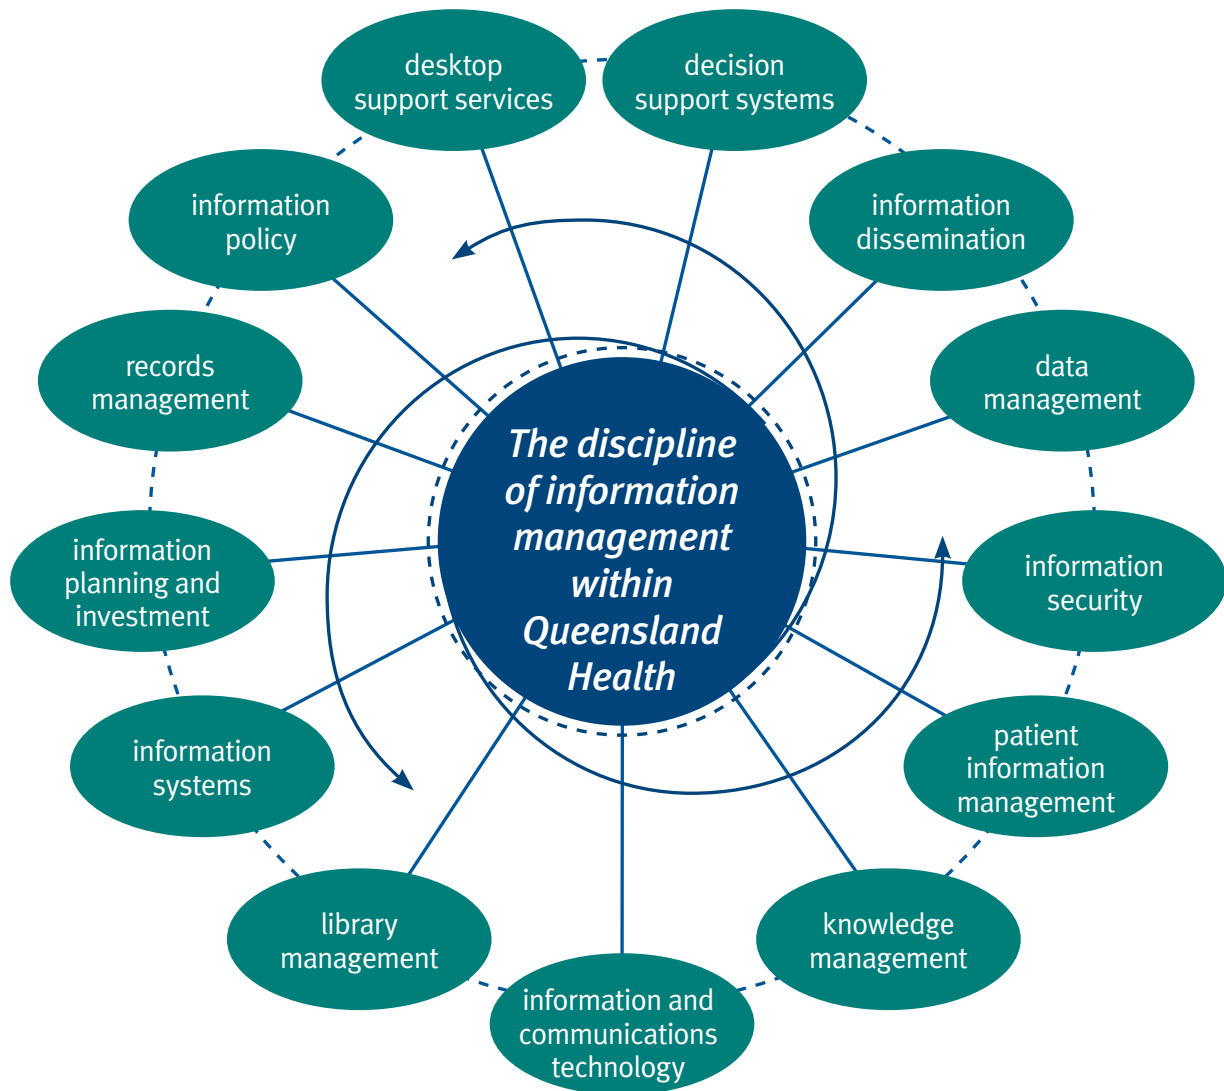 desktop
support services
decision
support systems
information
policy
information
dissemination
records
management
data
management
The discipline
of information
management
within
Queensland
Health
information
planning and
investment
information
security
information
systems
patient
information
management
library
management
knowledge
management
information and
communications
technology